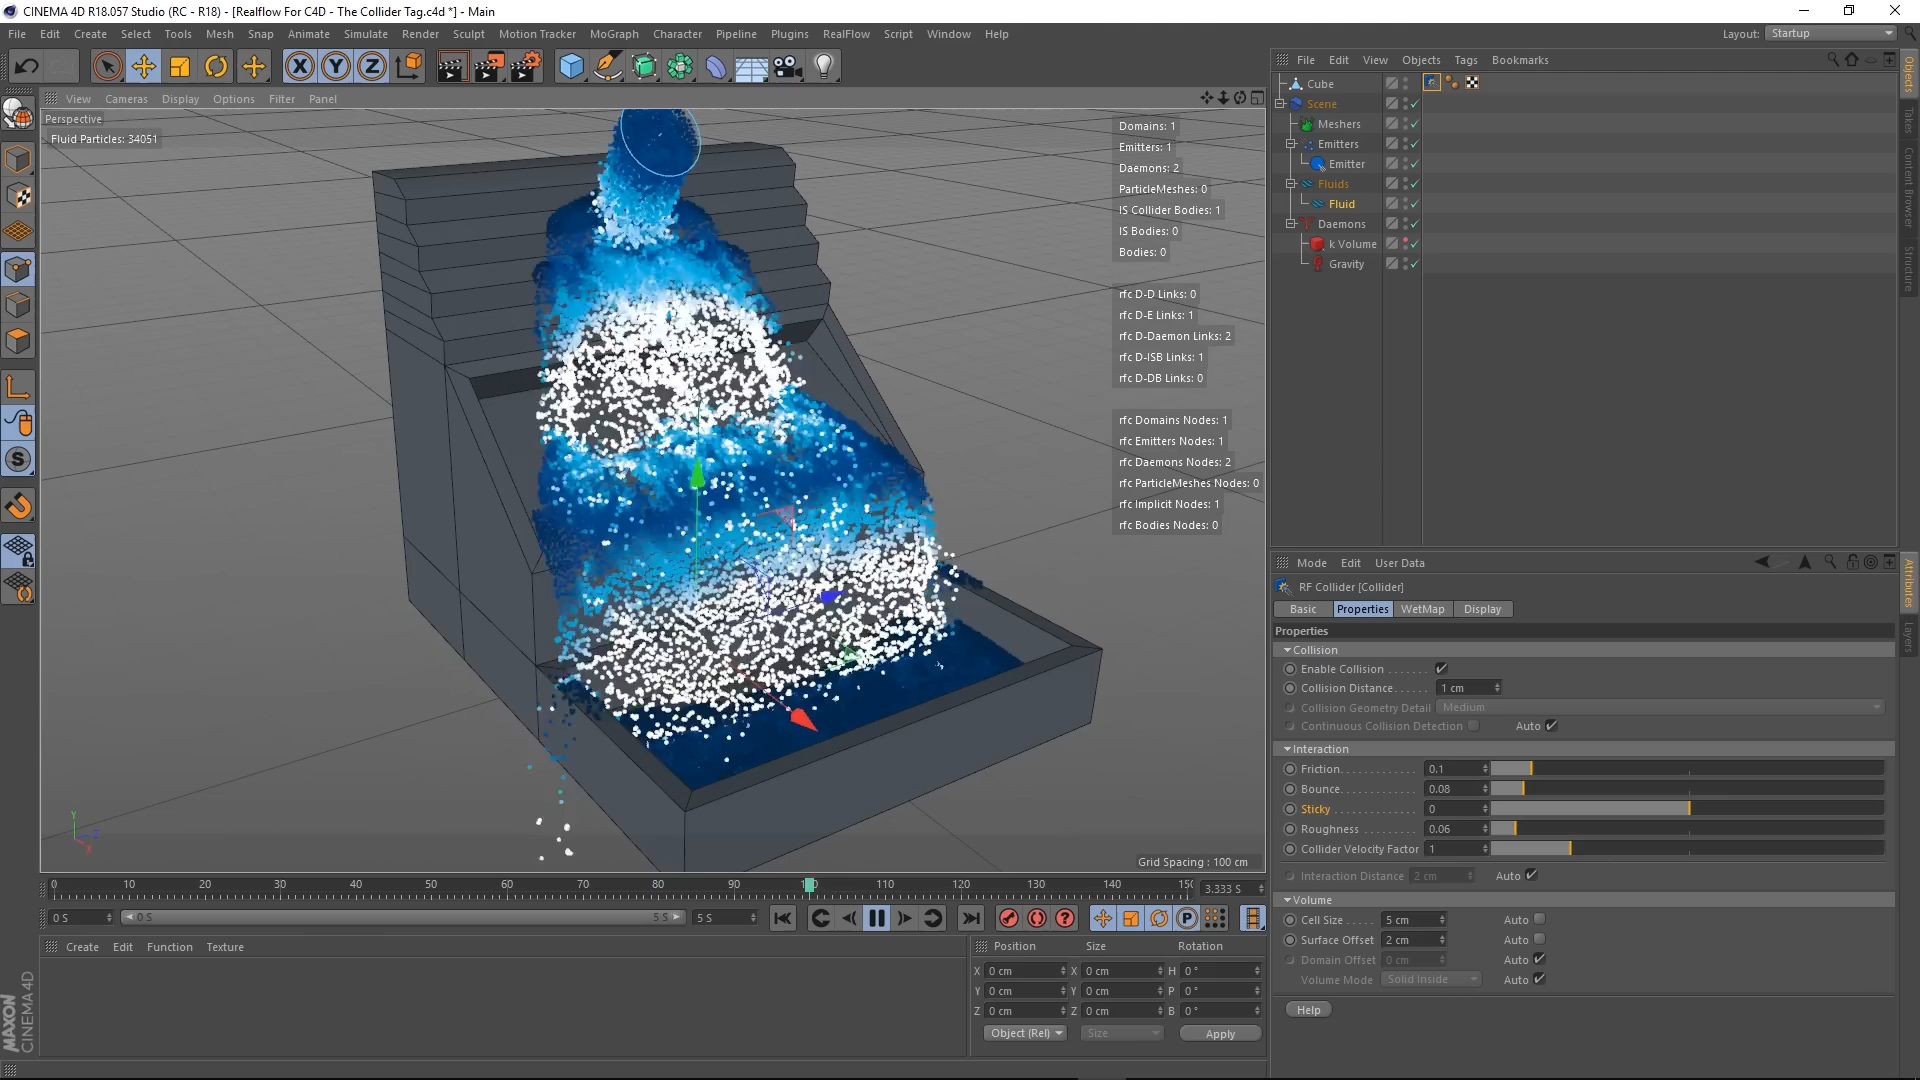 CINEMA 4D R18.057 Studio (RC - R18) - [Realflow For C4D - The Collider Tag.c4d *] - Main
File Edit Create Select Tools Mesh Snap Animate Simulate Render Sculpt Motion Tracker MoGraph Character Pipeline Plugins RealFlow Script Window Help
Layout: Startup
View Cameras Display Options Filter Panel
Perspective
Fluid Particles: 34051
Domains: 1
Emitters: 1
Daemons: 2
ParticleMeshes: 0
IS Collider Bodies: 1
IS Bodies: 0
Bodies: 0
rfc D-D Links: 0
rfc D-E Links: 1
rfc D-Daemon Links: 2
rfc D-ISB Links: 1
rfc D-DB Links: 0
rfc Domains Nodes: 1
rfc Emitters Nodes: 1
rfc Daemons Nodes: 2
rfc ParticleMeshes Nodes: 0
rfc Implicit Nodes: 1
rfc Bodies Nodes: 0
Y
Z
X
Grid Spacing : 100 cm
0 10 20 30 40 50 60 70 80 90 110 120 130 140 3.333 S
0 S 0 S 5 S 5 S
Create Edit Function Texture
Position Size Rotation
X 0 cm X 0 cm H 0 °
Y 0 cm Y 0 cm P 0 °
Z 0 cm Z 0 cm B 0 °
Object (Rel) Size Apply
MAXON
CINEMA 4D
File Edit View Objects Tags Bookmarks
Cube
Scene
Meshers
Emitters
Emitter
Fluids
Fluid
Daemons
k Volume
Gravity
Objects
Takes
Content Browser
Structure
Mode Edit User Data
RF Collider [Collider]
Basic Properties WetMap Display
Properties
Collision
Enable Collision
Collision Distance 1 cm
Collision Geometry Detail Medium
Continuous Collision Detection Auto
Interaction
Friction 0.1
Bounce 0.08
Sticky 0
Roughness 0.06
Collider Velocity Factor 1
Interaction Distance 2 cm Auto
Volume
Cell Size 5 cm Auto
Surface Offset 2 cm Auto
Domain Offset 0 cm Auto
Volume Mode Solid Inside Auto
Help
Attributes
Layers